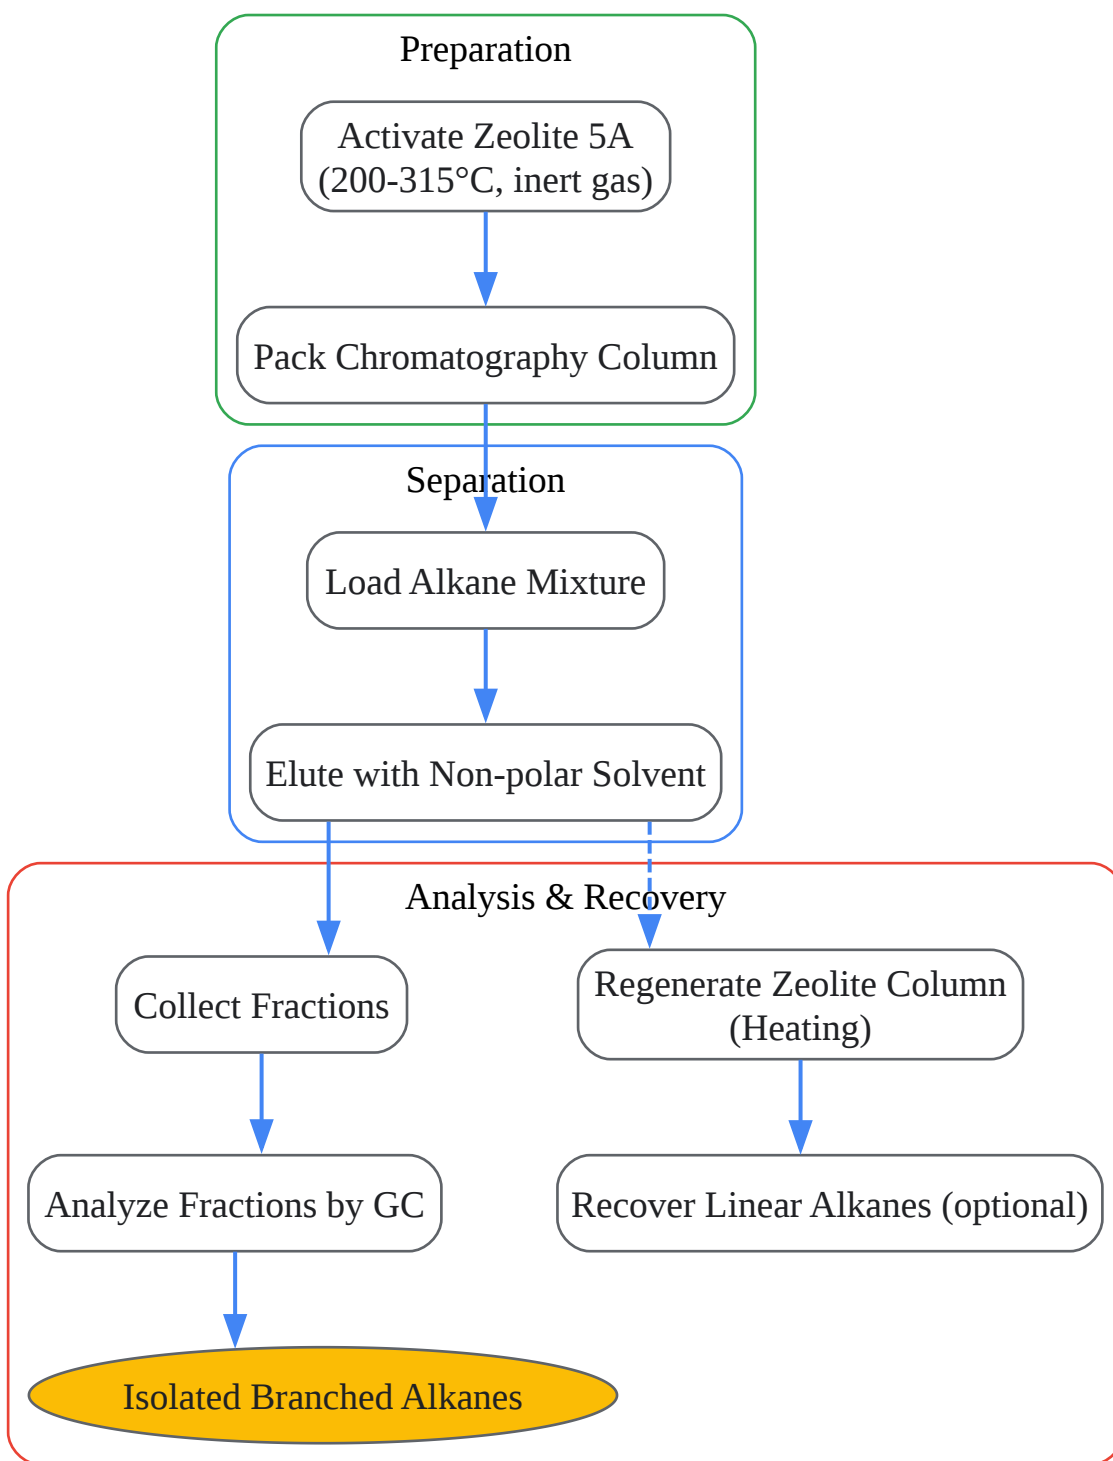 Preparation
Activate Zeolite 5A
(200-315°C, inert gas)
Pack Chromatography Column
Separation
Load Alkane Mixture
Elute with Non-polar Solvent
Analysis & Recovery
Collect Fractions
Regenerate Zeolite Column
(Heating)
Analyze Fractions by GC
Recover Linear Alkanes (optional)
Isolated Branched Alkanes